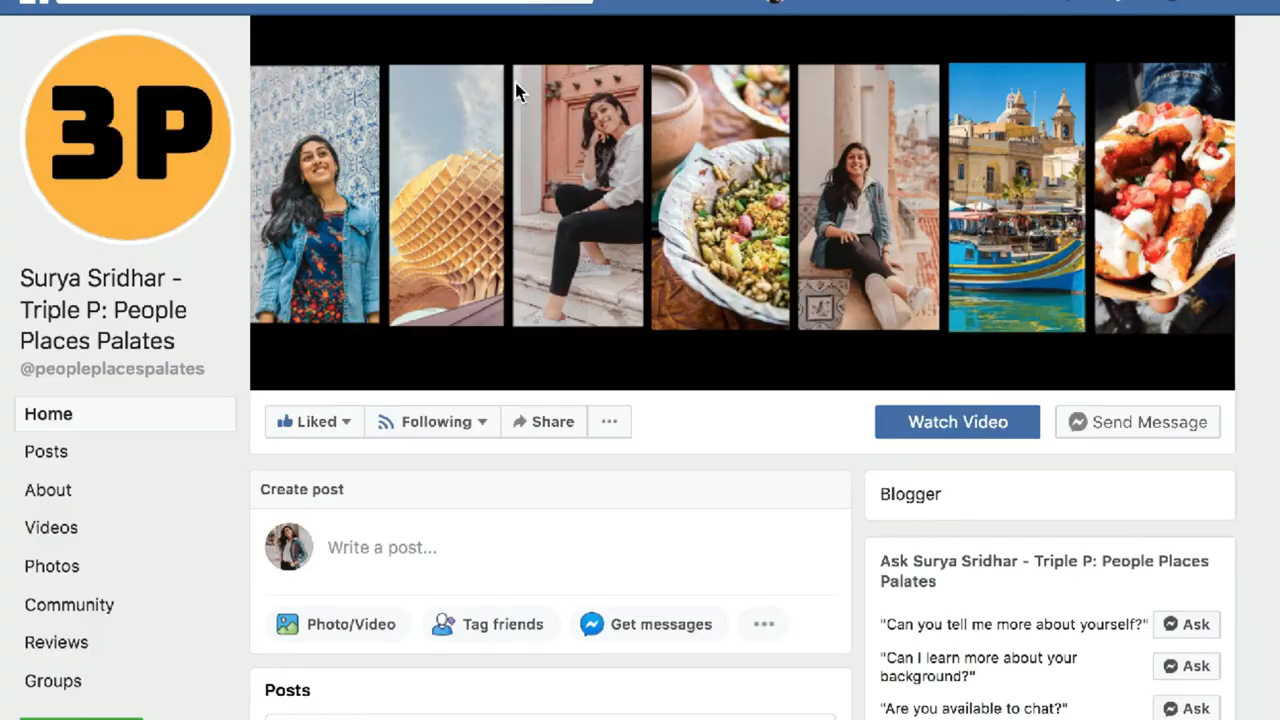 3P
Surya Sridhar -
Triple P: People
Places Palates
@peopleplacespalates
Home
Posts
About
Videos
Photos
Community
Reviews
Groups
Liked
Following
Share
Watch Video
Send Message
Create post
Write a post...
Photo/Video
Tag friends
Get messages
Posts
Blogger
Ask Surya Sridhar - Triple P: People Places
Palates
"Can you tell me more about yourself?" Ask
"Can I learn more about your
background?" Ask
"Are you available to chat?" Ask